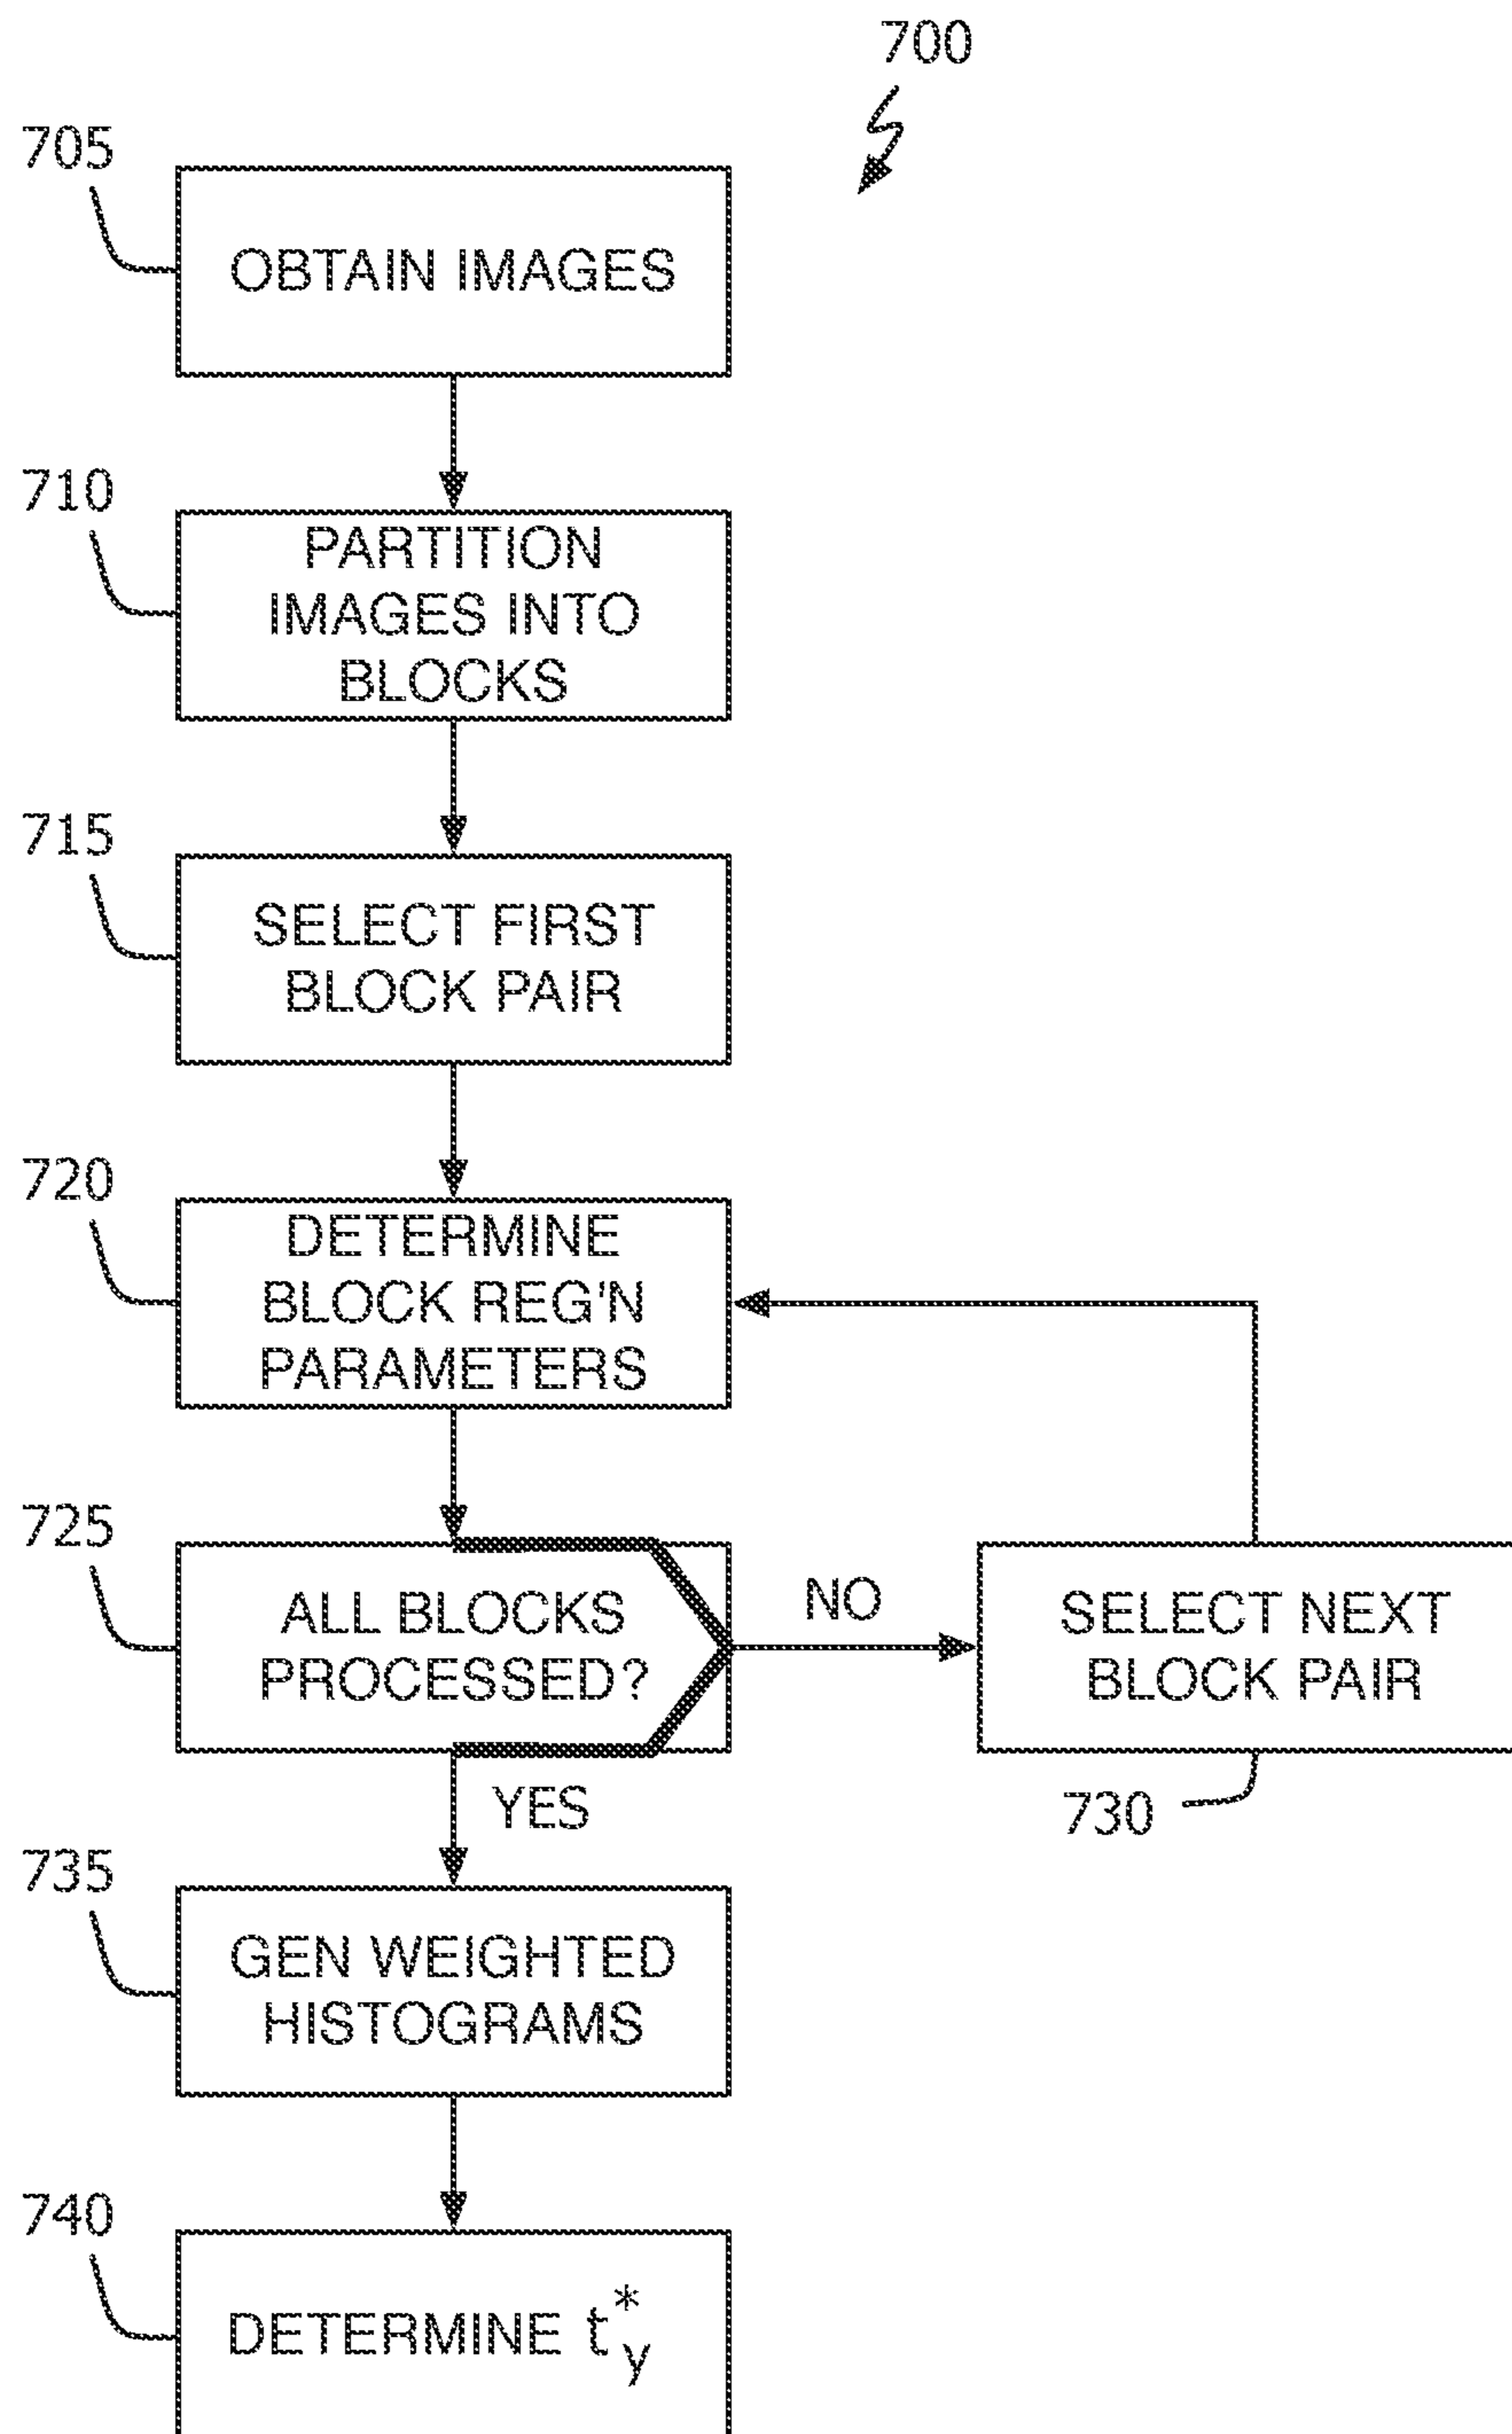 700
705
OBTAIN IMAGES
710
PARTITION
IMAGES INTO
BLOCKS
715
SELECT FIRST
BLOCK PAIR
720
DETERMINE
BLOCK REG'N
PARAMETERS
725
ALL BLOCKS
PROCESSED?
NO
SELECT NEXT
BLOCK PAIR
730
YES
735
GEN WEIGHTED
HISTOGRAMS
740
DETERMINE t*y